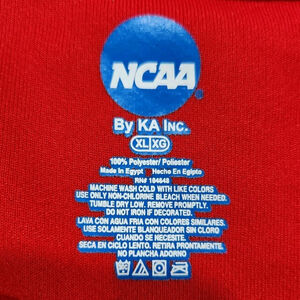 NCAA
By KA Inc.
XL XG
100% Polyester/ Poliester
Made In Egypt Hecho En Egipto
RN# 184648
MACHINE WASH COLD WITH LIKE COLORS
USE ONLY NON-CHLORINE BLEACH WHEN NEEDED.
TUMBLE DRY LOW. REMOVE PROMPTLY.
DO NOT IRON IF DECORATED.
LAVA CON AGUA FRIA CON COLORES SIMILARES.
USE SOLAMENTE BLANQUEADOR SIN CLORO
CUANDO SE NECESITE.
SECA EN CICLO LENTO. RETIRA PRONTAMENTE.
NO PLANCHA ADORNO